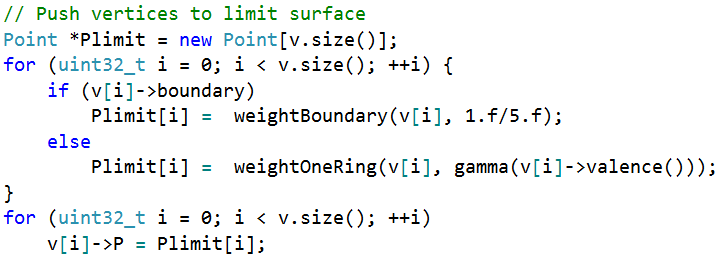 // Push vertices to limit surface
Point *Plimit = new Point[v.size()];
for (uint32_t i = 0; i < v.size(); ++i) {
    if (v[i]->boundary)
        Plimit[i] =  weightBoundary(v[i], 1.f/5.f);
    else
        Plimit[i] =  weightOneRing(v[i], gamma(v[i]->valence()));
}
for (uint32_t i = 0; i < v.size(); ++i)
    v[i]->P = Plimit[i];